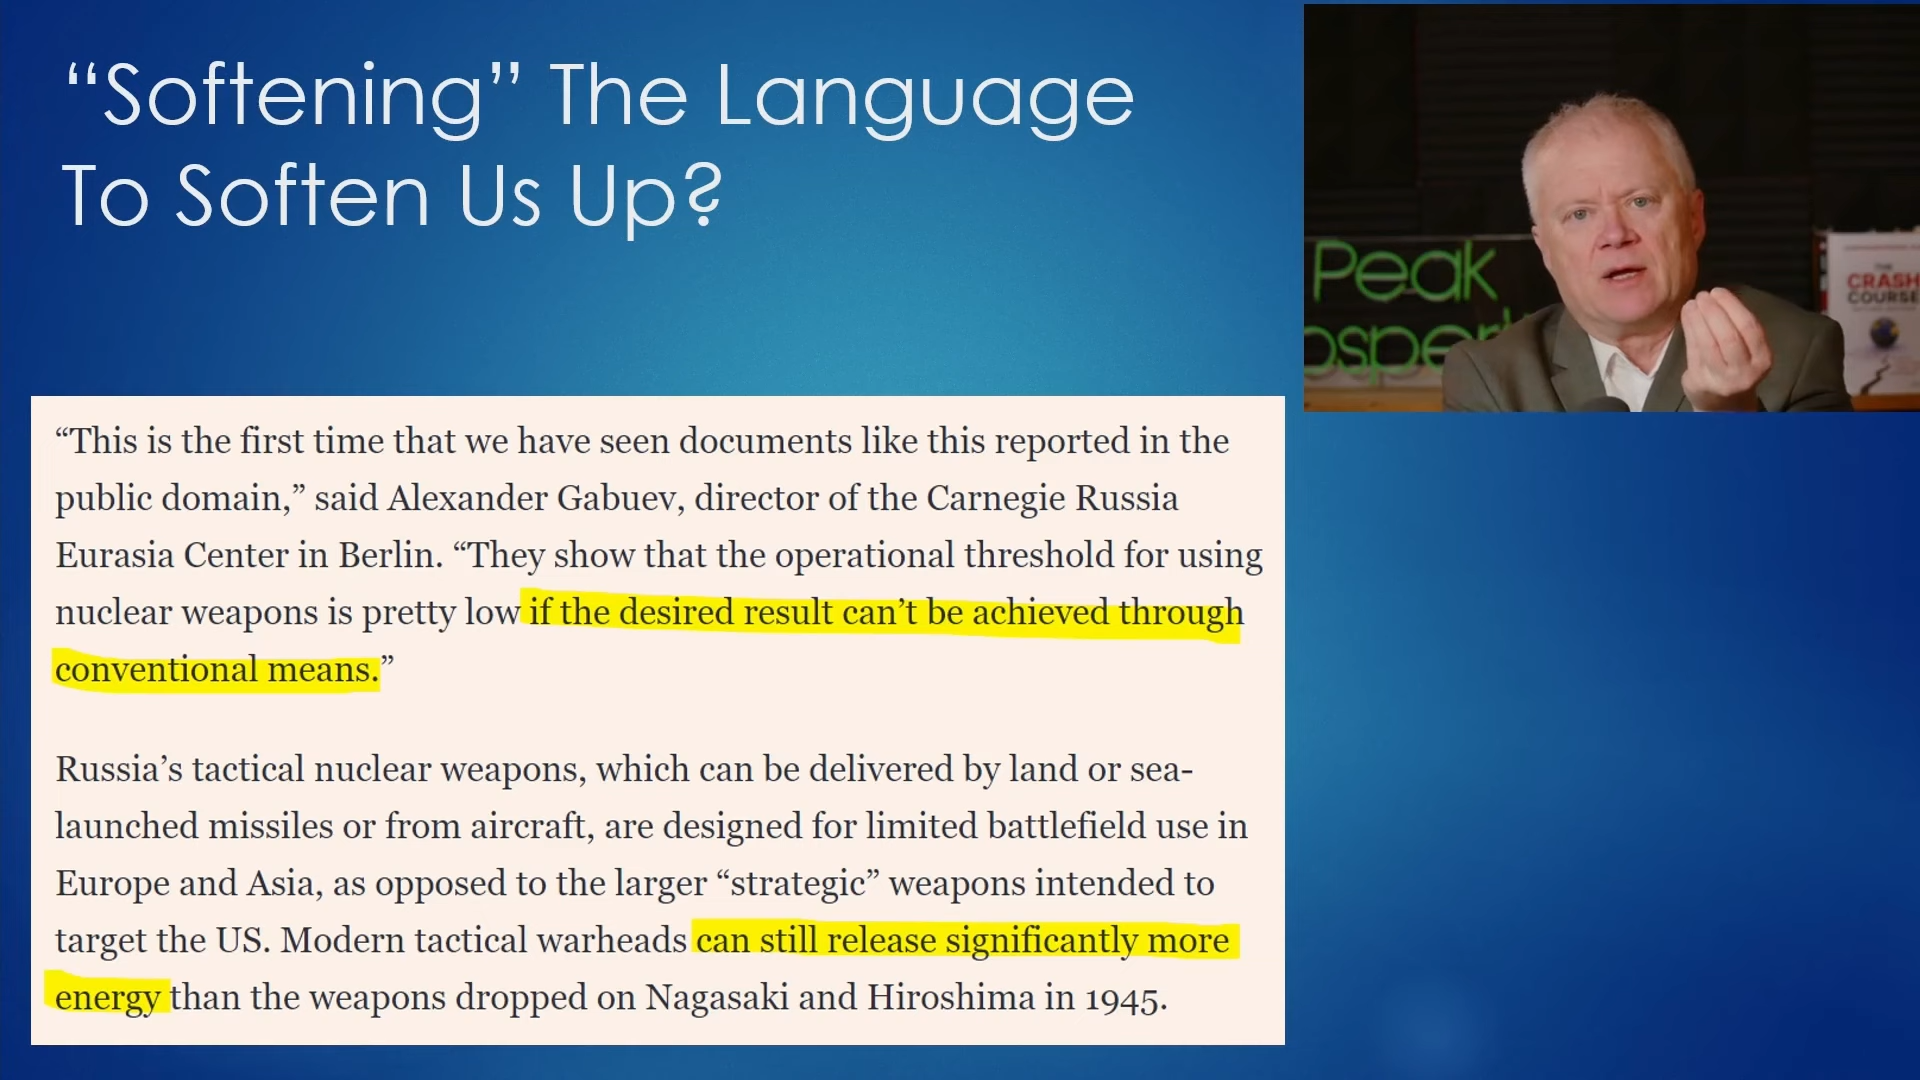 “Softening” The Language
To Soften Us Up?
Peak
CRASH
COURSE
“This is the first time that we have seen documents like this reported in the
public domain,” said Alexander Gabuev, director of the Carnegie Russia
Eurasia Center in Berlin. “They show that the operational threshold for using
nuclear weapons is pretty low if the desired result can’t be achieved through
conventional means.”
Russia’s tactical nuclear weapons, which can be delivered by land or sea-
launched missiles or from aircraft, are designed for limited battlefield use in
Europe and Asia, as opposed to the larger “strategic” weapons intended to
target the US. Modern tactical warheads can still release significantly more
energy than the weapons dropped on Nagasaki and Hiroshima in 1945.